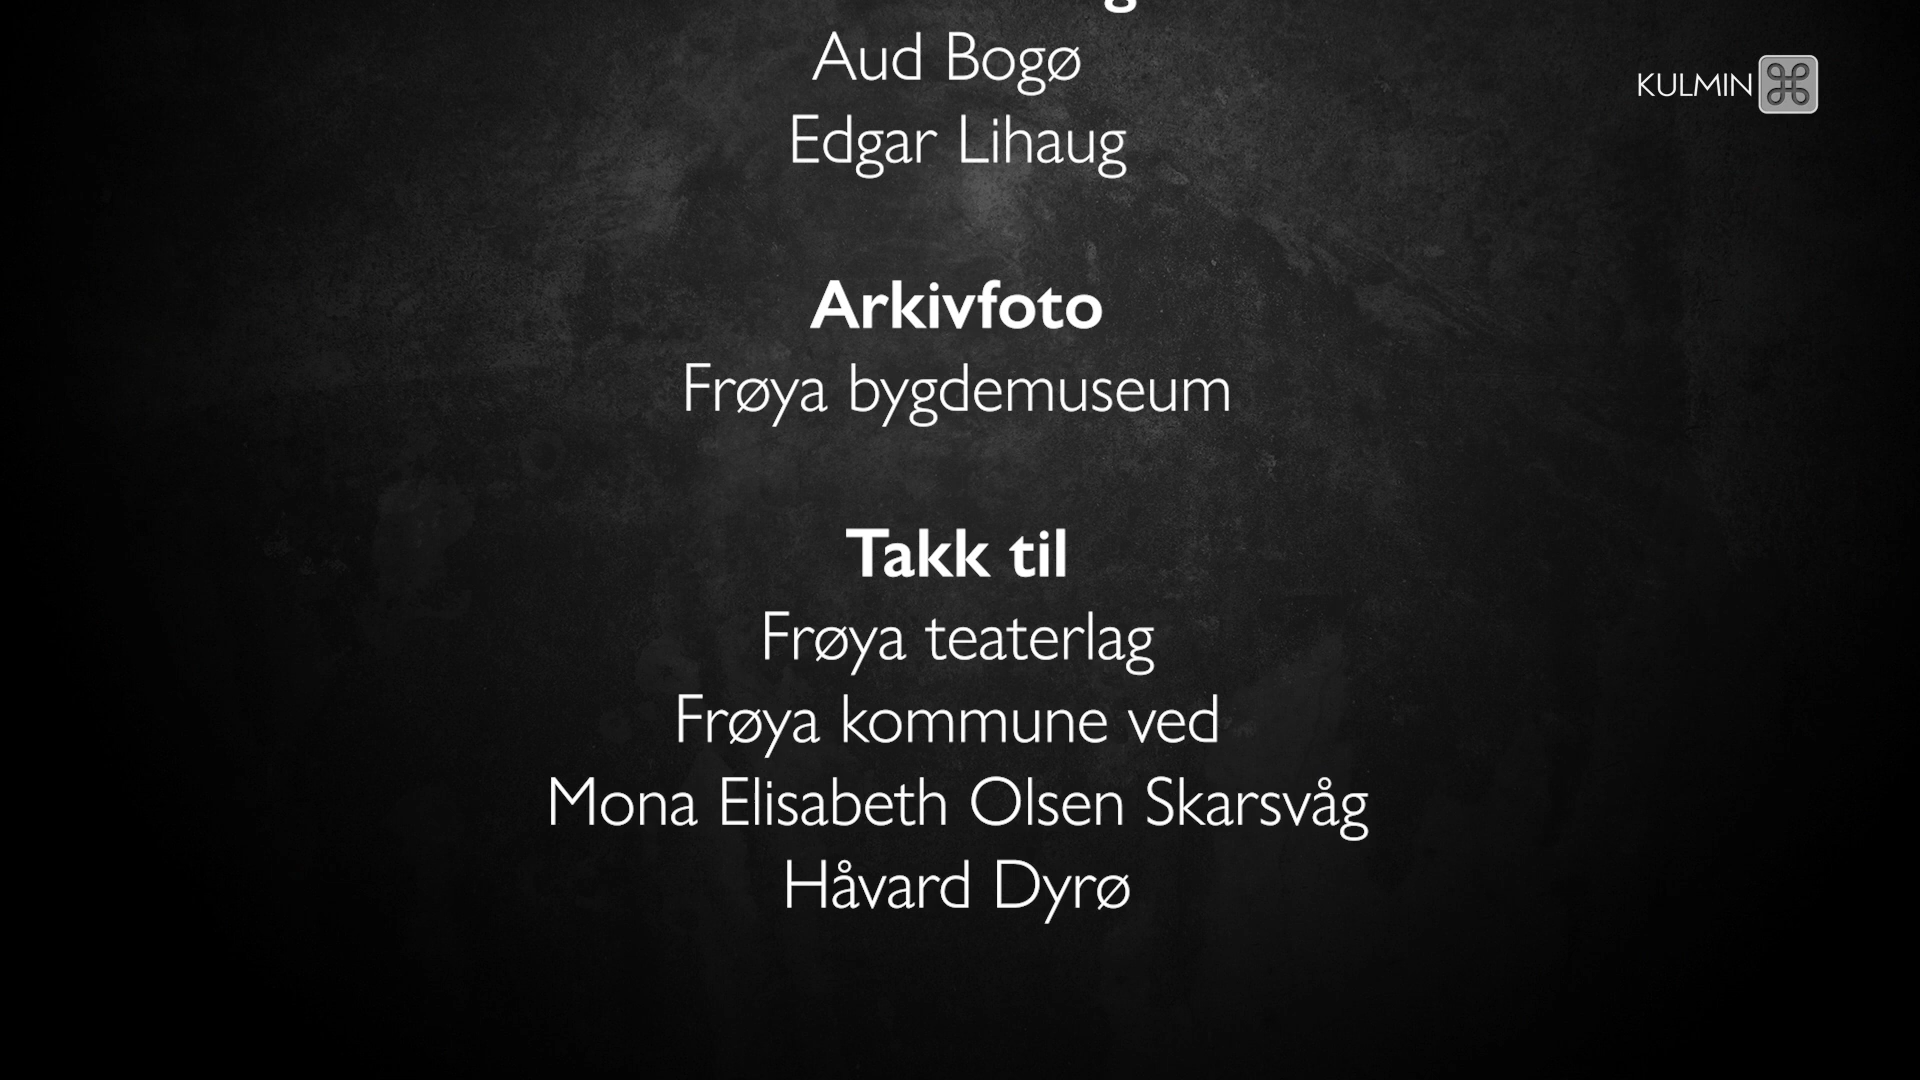 Aud Bogø
Edgar Lihaug
KULMIN
Arkivfoto
Frøya bygdemuseum
Takk til
Frøya teaterlag
Frøya kommune ved
Mona Elisabeth Olsen Skarsvåg
Håvard Dyrø